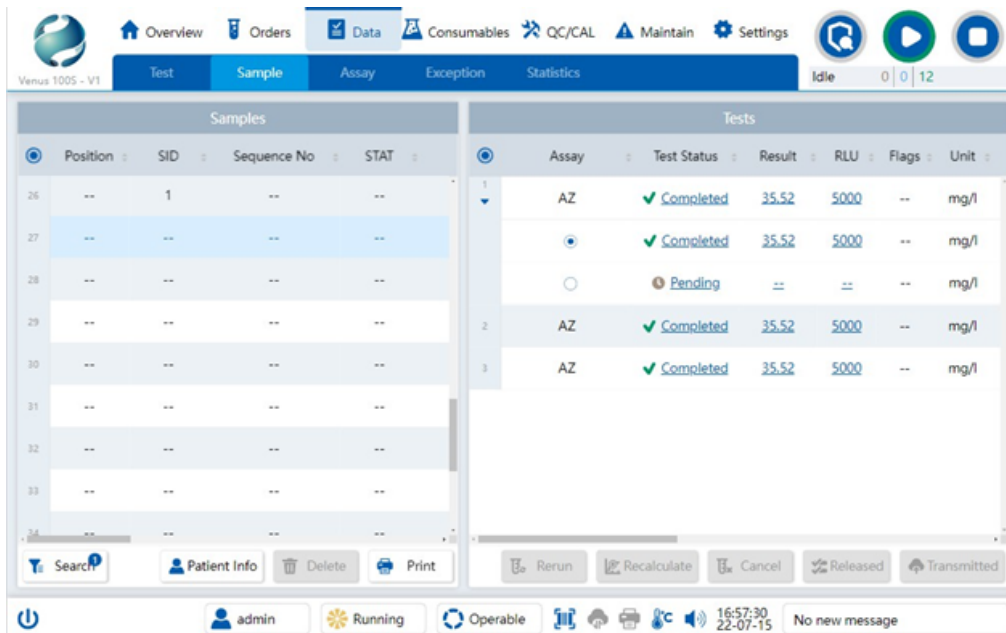 Overview Orders Data Consumables QC/CAL Maintain Settings
Venus 100S - V1
Test Sample Assay Exception Statistics
Idle 0 0 12
Samples
Position SID Sequence No STAT
26 -- 1 -- --
27 -- -- -- --
28 -- -- -- --
29 -- -- -- --
30 -- -- -- --
31 -- -- -- --
32 -- -- -- --
33 -- -- -- --
34 -- -- -- --
Search 1 Patient Info Delete Print
Tests
Assay Test Status Result RLU Flags Unit
1 AZ Completed 35.52 5000 -- mg/l
Completed 35.52 5000 -- mg/l
Pending -- -- -- mg/l
2 AZ Completed 35.52 5000 -- mg/l
3 AZ Completed 35.52 5000 -- mg/l
Rerun Recalculate Cancel Released Transmitted
admin Running Operable °C 16:57:30
22-07-15 No new message